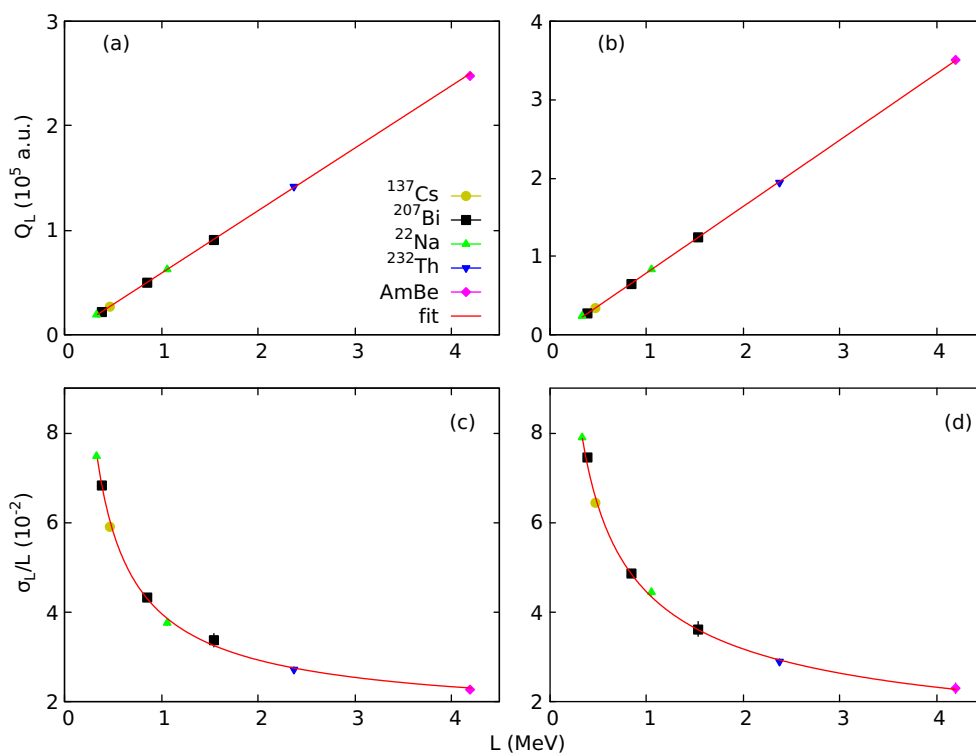 (a)
Q_L (10^5 a.u.)
3
2
1
0
0 1 2 3 4
^137Cs
^207Bi
^22Na
^232Th
AmBe
fit
(b)
4
3
2
1
0
0 1 2 3 4
(c)
σ_L/L (10^-2)
8
6
4
2
0 1 2 3 4
(d)
8
6
4
2
0 1 2 3 4
L (MeV)